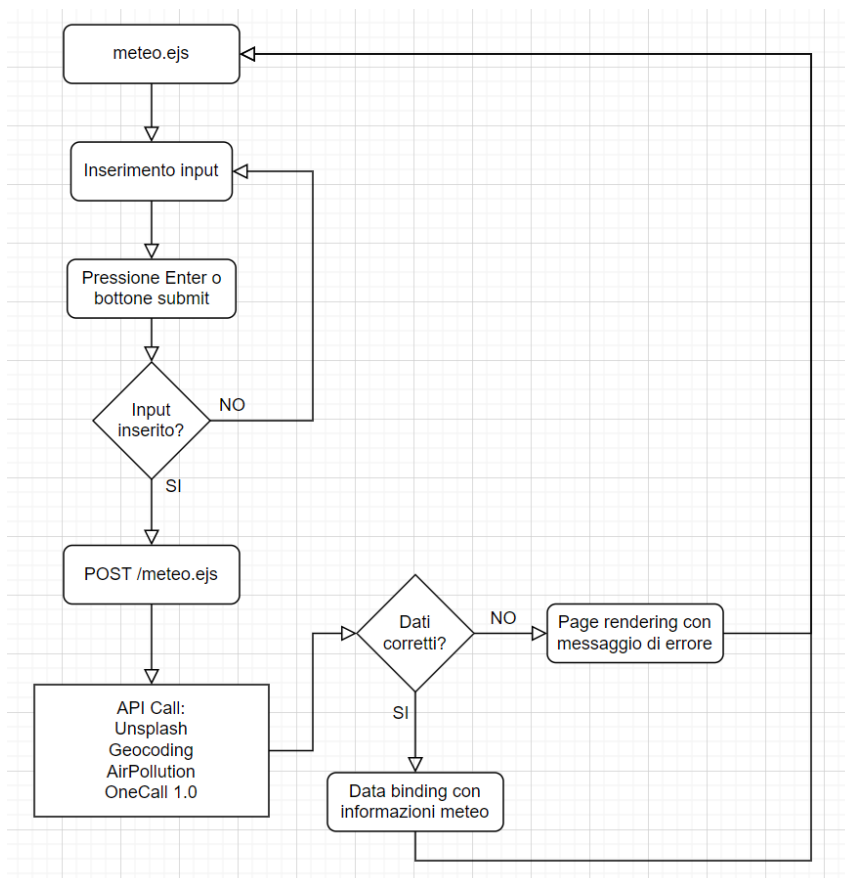 meteo.ejs
Inserimento input
Pressione Enter o
bottone submit
Input
inserito?
NO
SI
POST /meteo.ejs
API Call:
Unsplash
Geocoding
AirPollution
OneCall 1.0
Dati
corretti?
NO
Page rendering con
messaggio di errore
SI
Data binding con
informazioni meteo